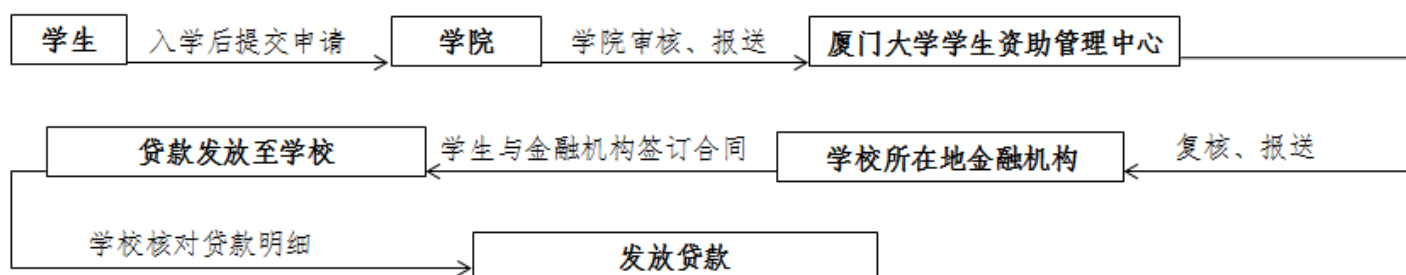 学生 入学后提交申请 学院 学院审核、报送 厦门大学学生资助管理中心
贷款发放至学校 学生与金融机构签订合同 学校所在地金融机构 复核、报送
学校核对贷款明细 发放贷款